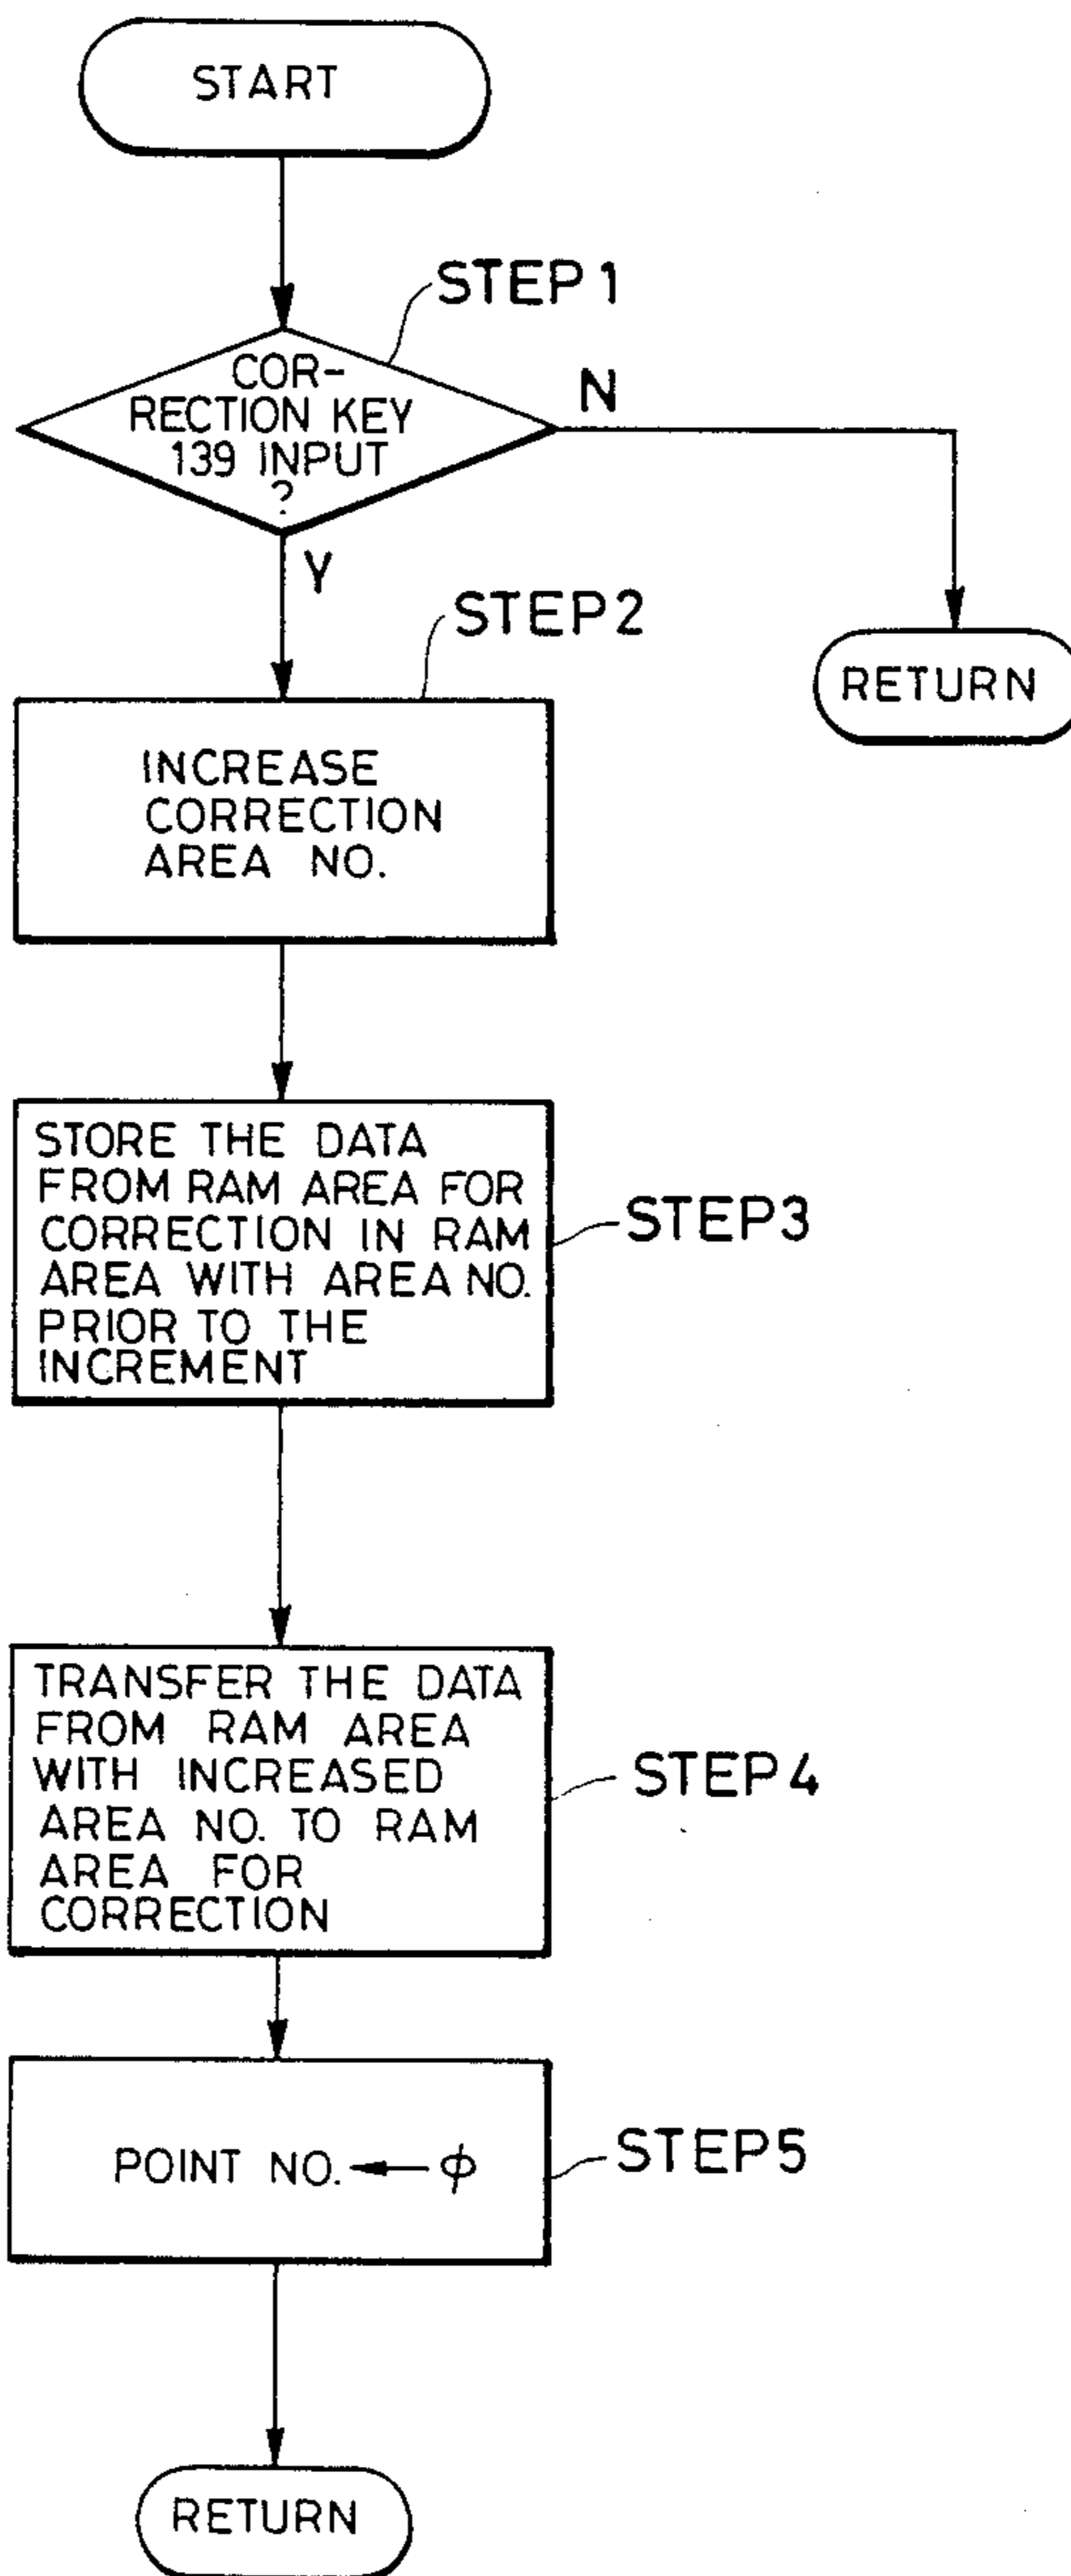 START
STEP 1
COR-
RECTION KEY
139 INPUT
?
N
Y
STEP2
RETURN
INCREASE
CORRECTION
AREA NO.
STORE THE DATA
FROM RAM AREA FOR
CORRECTION IN RAM
AREA WITH AREA NO.
PRIOR TO THE
INCREMENT
STEP3
TRANSFER THE DATA
FROM RAM AREA
WITH INCREASED
AREA NO. TO RAM
AREA FOR
CORRECTION
STEP4
POINT NO. ← ϕ
STEP5
RETURN